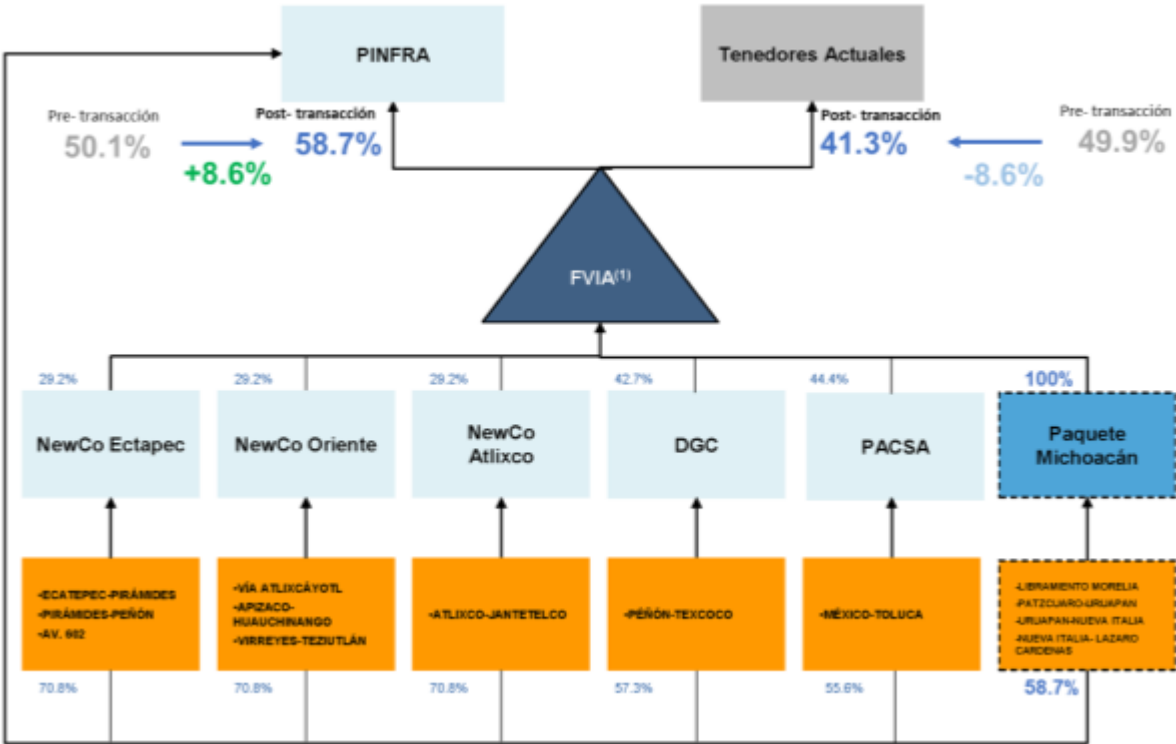 PINFRA
Tenedores Actuales
Pre- transacción
50.1%
+8.6%
Post- transacción
58.7%
Post- transacción
41.3%
-8.6%
Pre- transacción
49.9%
FVIA(1)
29.2%
29.2%
29.2%
42.7%
44.4%
100%
NewCo Ectapec
NewCo Oriente
NewCo
Atlixco
DGC
PACSA
Paquete
Michoacán
-ECATEPEC-PIRÁMIDES
-PIRÁMIDES-PEÑÓN
-AV. 602
-VÍA ATLIXCÁYOTL
-APIZACO-
HUAUCHINANGO
-VIRREYES-TEZIUTLÁN
-ATLIXCO-JANTETELCO
-PÉÑÓN-TEXCOCO
-MÉXICO-TOLUCA
-LIBRAMIENTO MORELIA
-PATZCUARO-URUAPAN
-URUAPAN-NUEVA ITALIA
-NUEVA ITALIA- LAZARO
CARDENAS
70.8%
70.8%
70.8%
57.3%
55.6%
58.7%